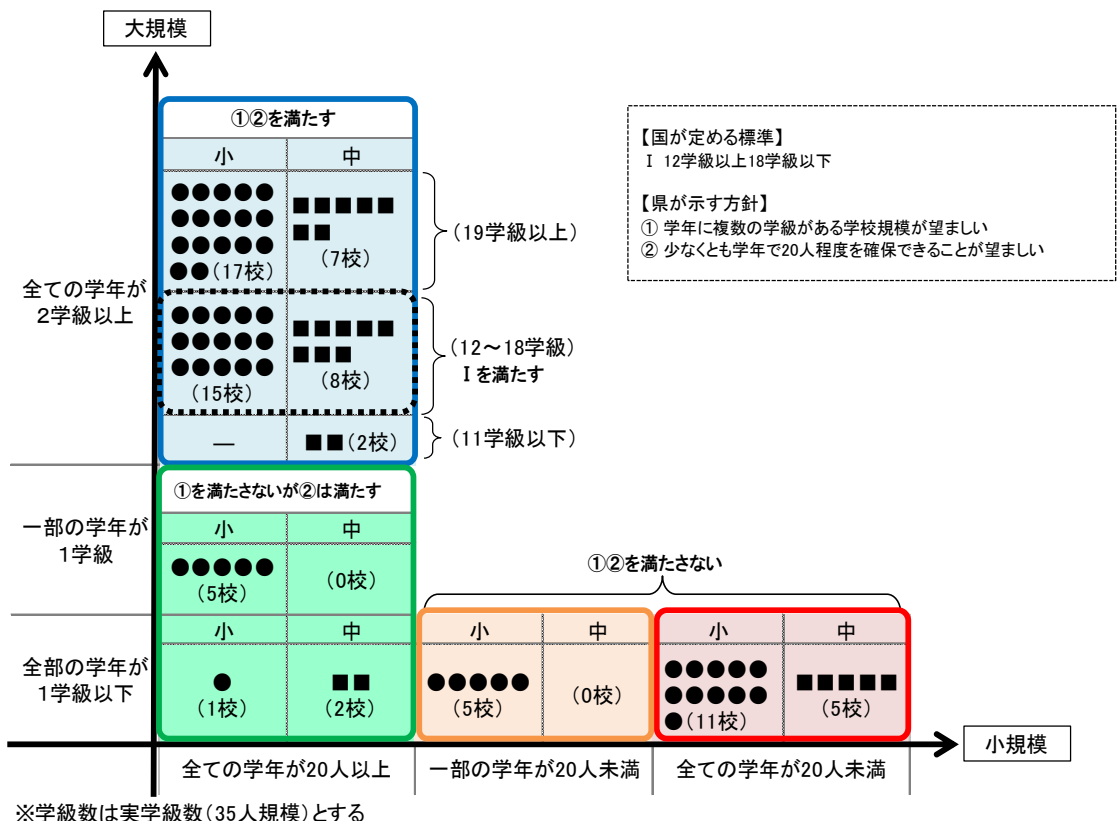 大規模
①②を満たす
小 中
●●●●●
●●●●●
●●●●●
●●(17校)
■■■■■
■■
(7校)
(19学級以上)
全ての学年が
2学級以上
●●●●●
●●●●●
●●●●●
(15校)
■■■■■
■■■
(8校)
(12～18学級)
Ⅰを満たす
― ■■(2校)
(11学級以下)
【国が定める標準】
Ⅰ 12学級以上18学級以下
【県が示す方針】
① 学年に複数の学級がある学校規模が望ましい
② 少なくとも学年で20人程度を確保できることが望ましい
①を満たさないが②は満たす
小 中
一部の学年が
1学級
●●●●●
(5校)
(0校)
①②を満たさない
小 中 小 中 小 中
全部の学年が
1学級以下
●
(1校)
■■
(2校)
●●●●●
(5校)
(0校)
●●●●●
●●●●●
●(11校)
■■■■■
(5校)
小規模
全ての学年が20人以上 一部の学年が20人未満 全ての学年が20人未満
※学級数は実学級数(35人規模)とする